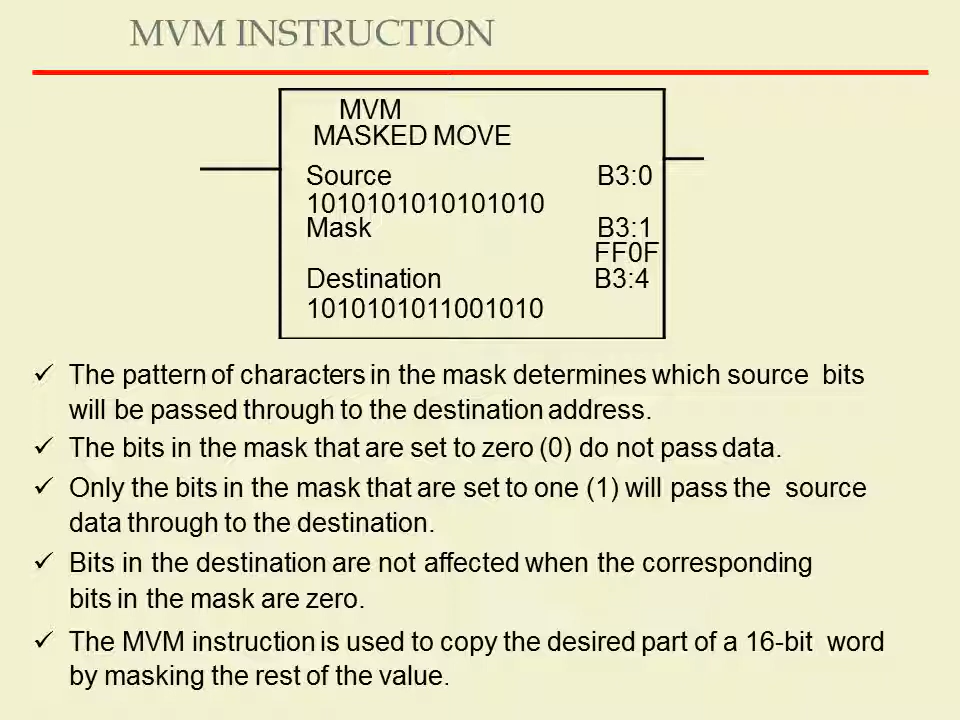 MVM INSTRUCTION
MVM
MASKED MOVE
Source B3:0
1010101010101010
Mask B3:1
FF0F
Destination B3:4
1010101011001010
✓ The pattern of characters in the mask determines which source bits
will be passed through to the destination address.
✓ The bits in the mask that are set to zero (0) do not pass data.
✓ Only the bits in the mask that are set to one (1) will pass the source
data through to the destination.
✓ Bits in the destination are not affected when the corresponding
bits in the mask are zero.
✓ The MVM instruction is used to copy the desired part of a 16-bit word
by masking the rest of the value.